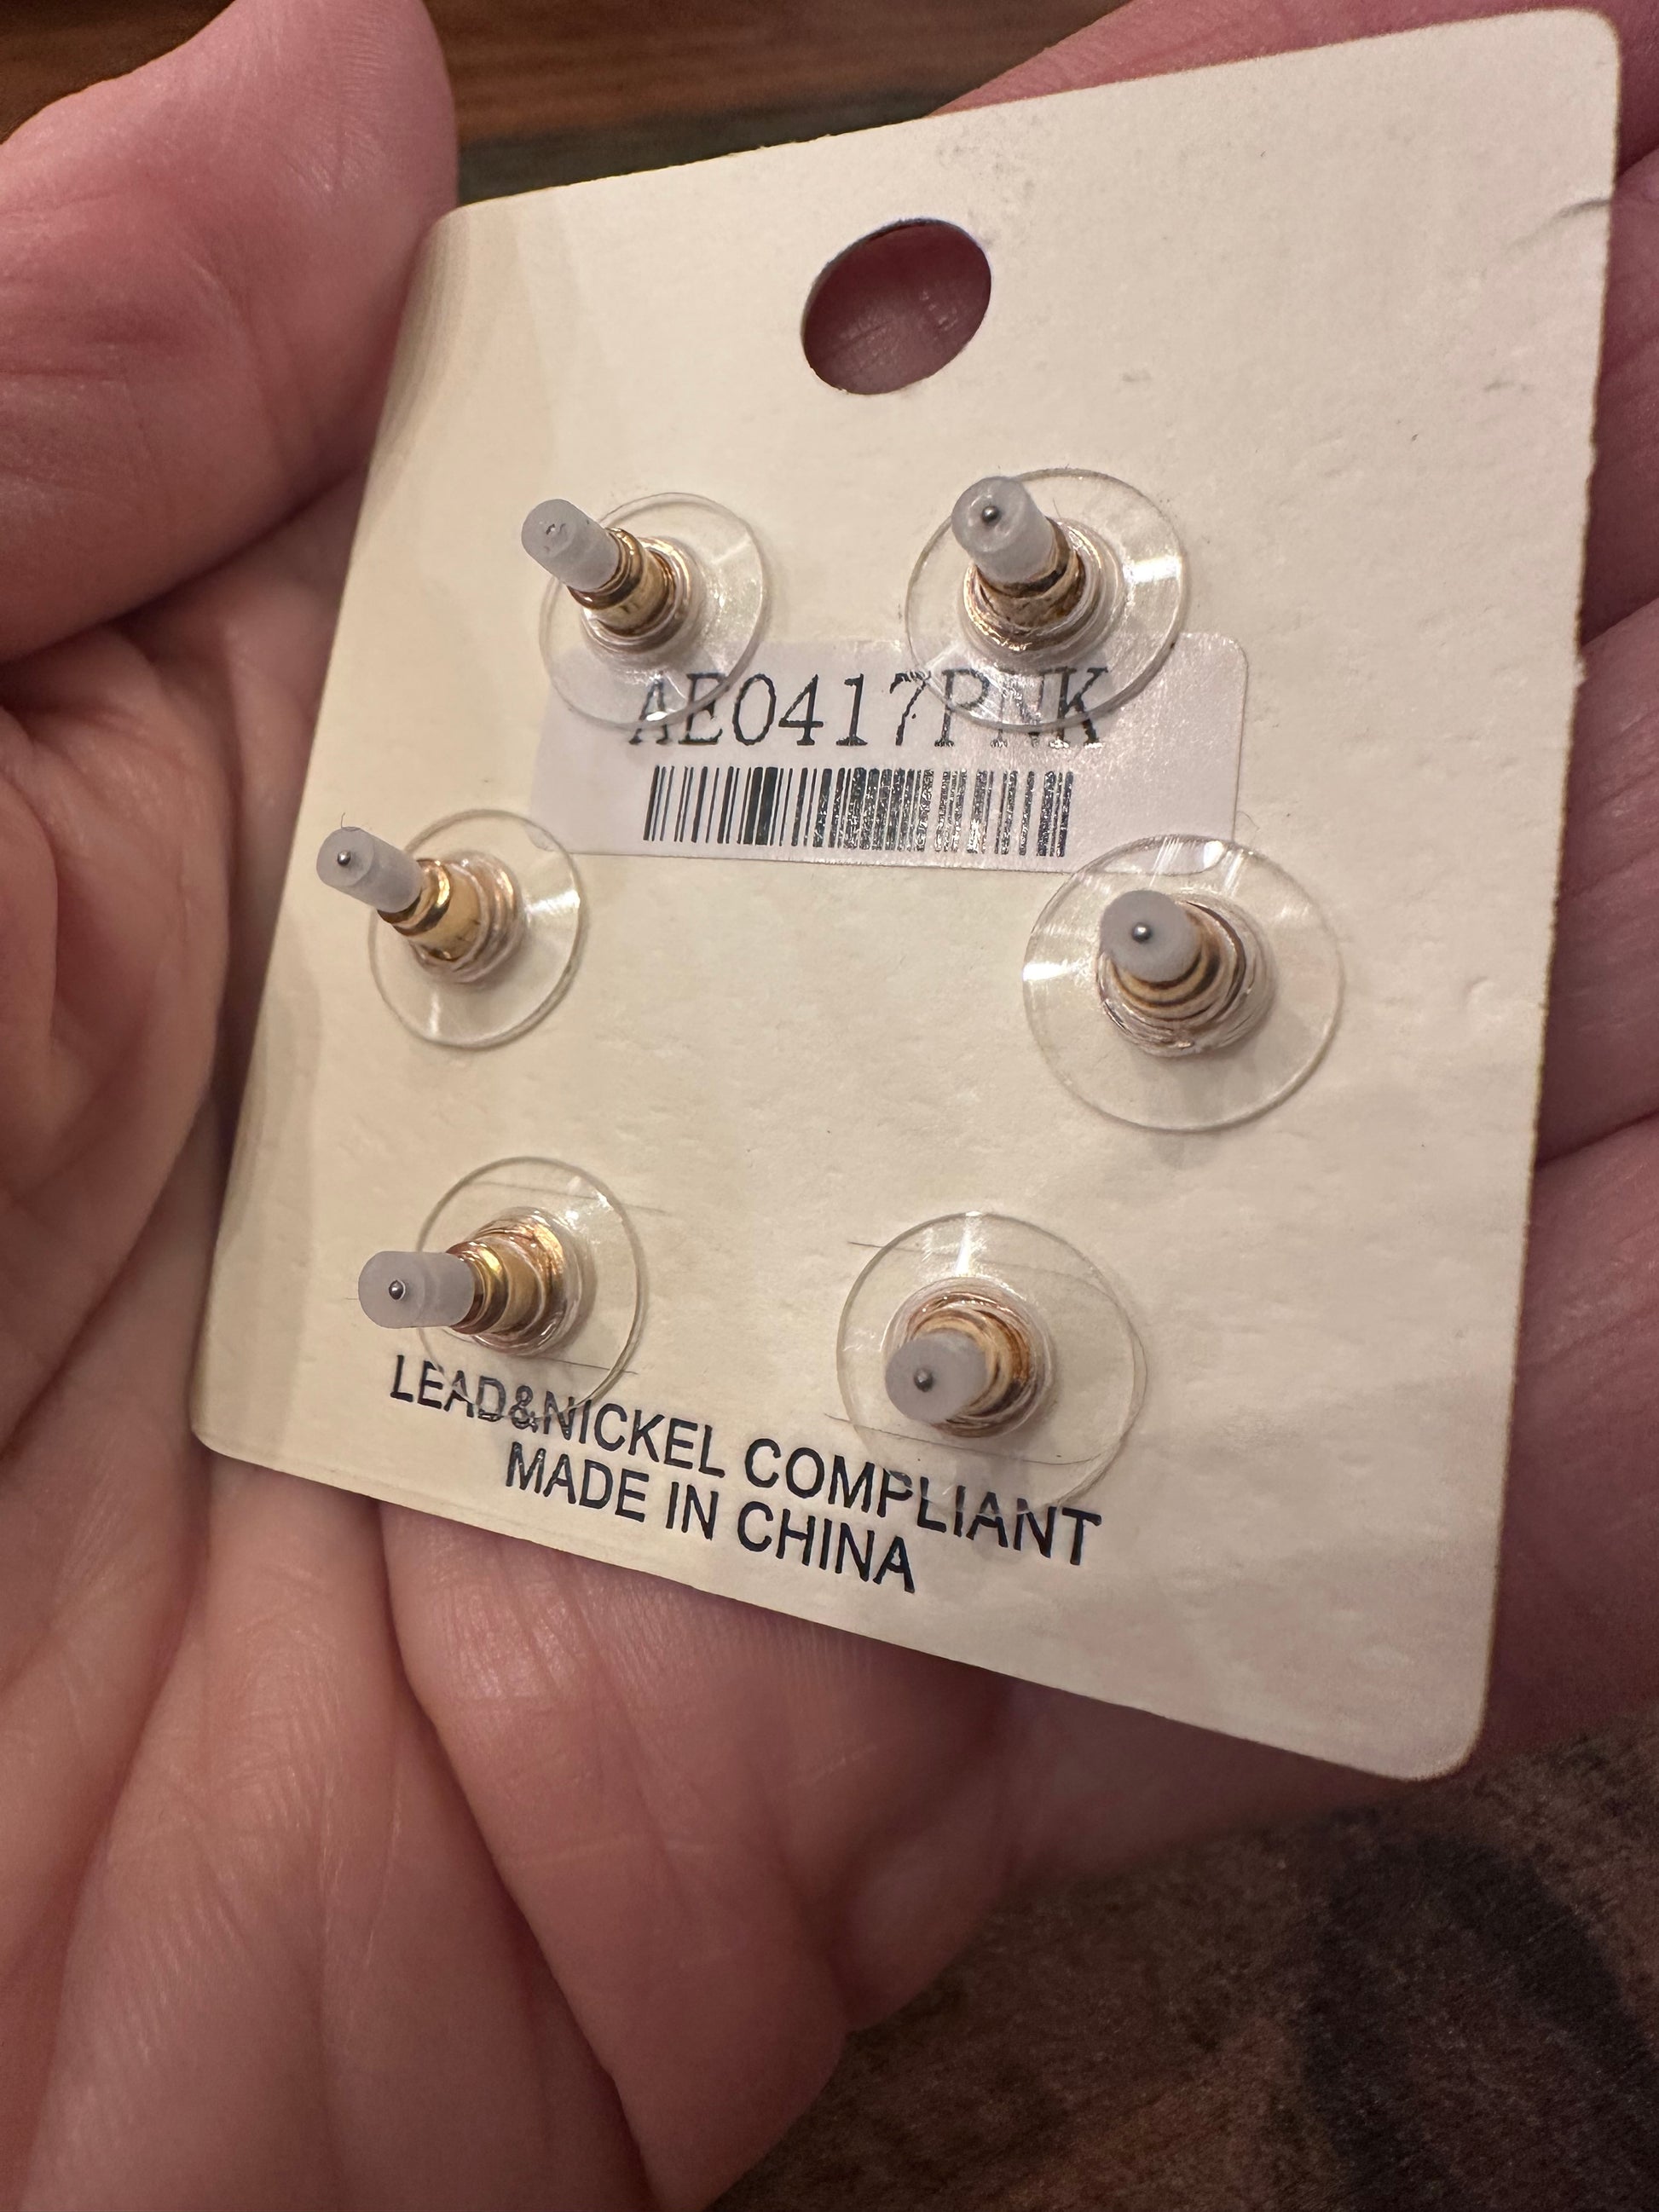 AE0417PNK
LEAD&NICKEL COMPLIANT
MADE IN CHINA